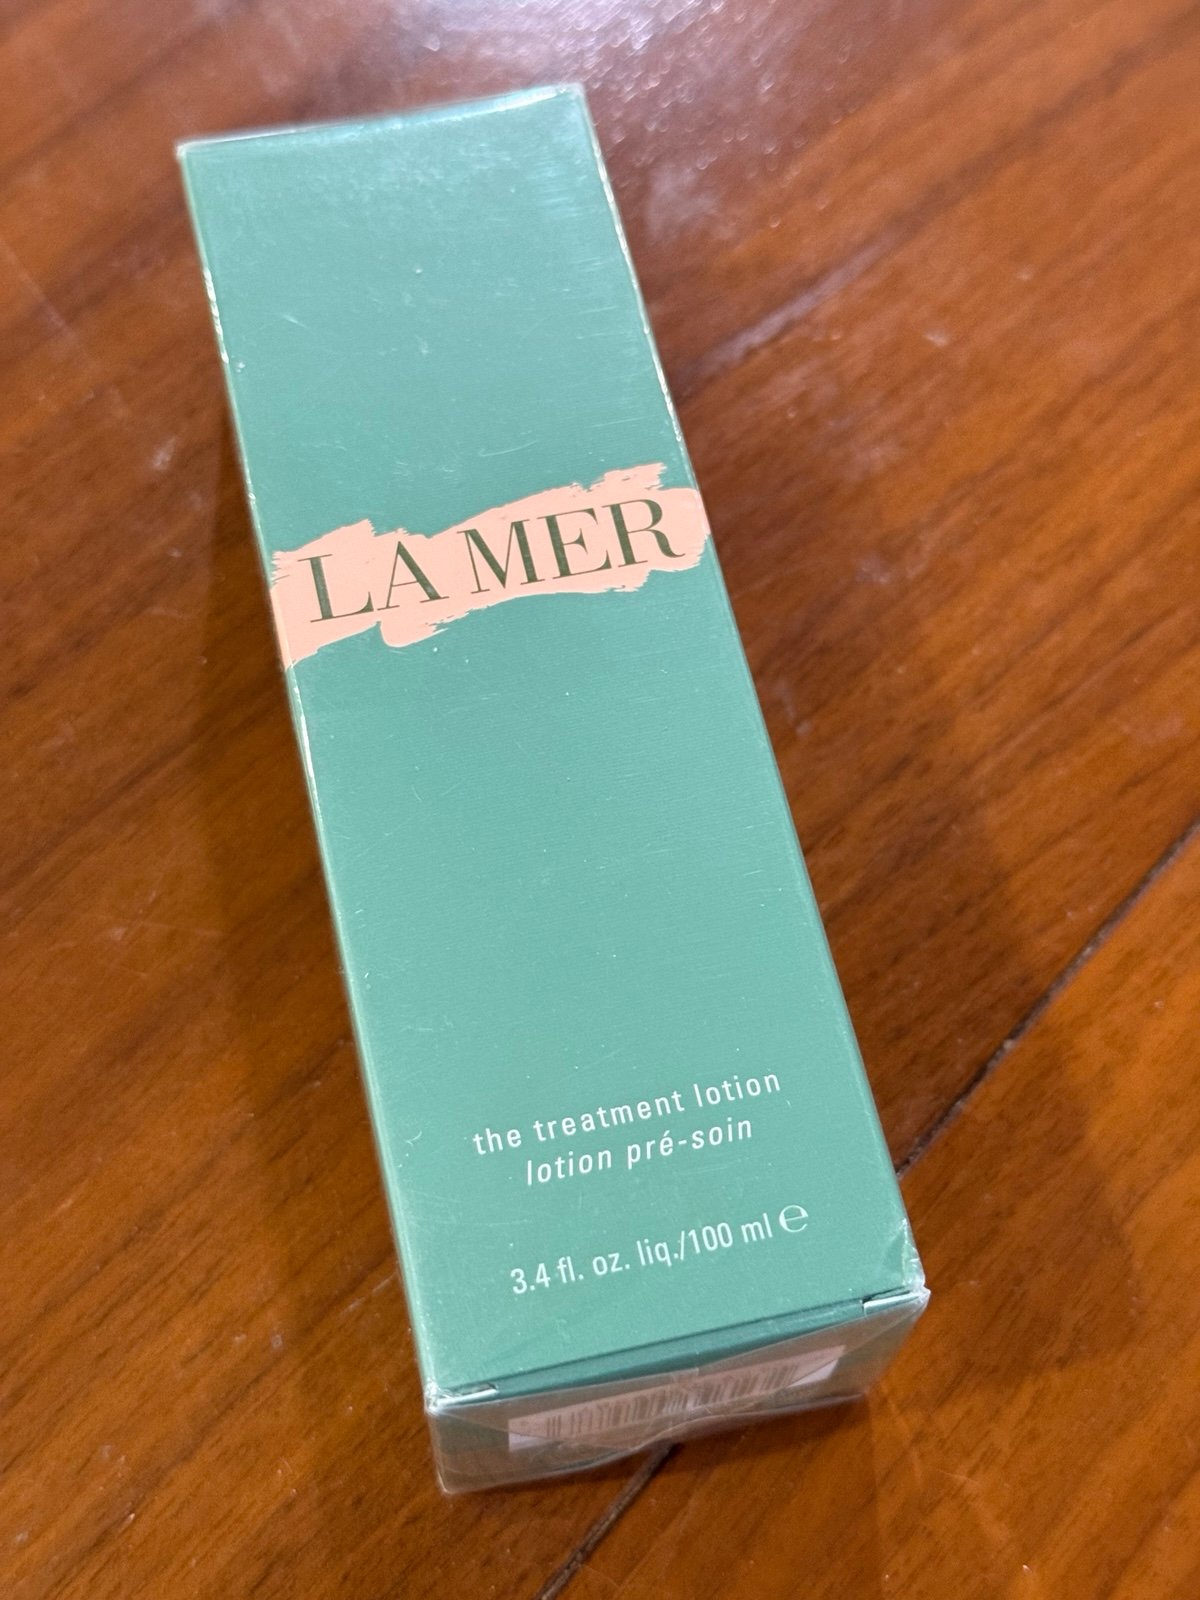 LA MER
the treatment lotion
lotion pré-soin
3.4 fl. oz. liq./100 ml ℮